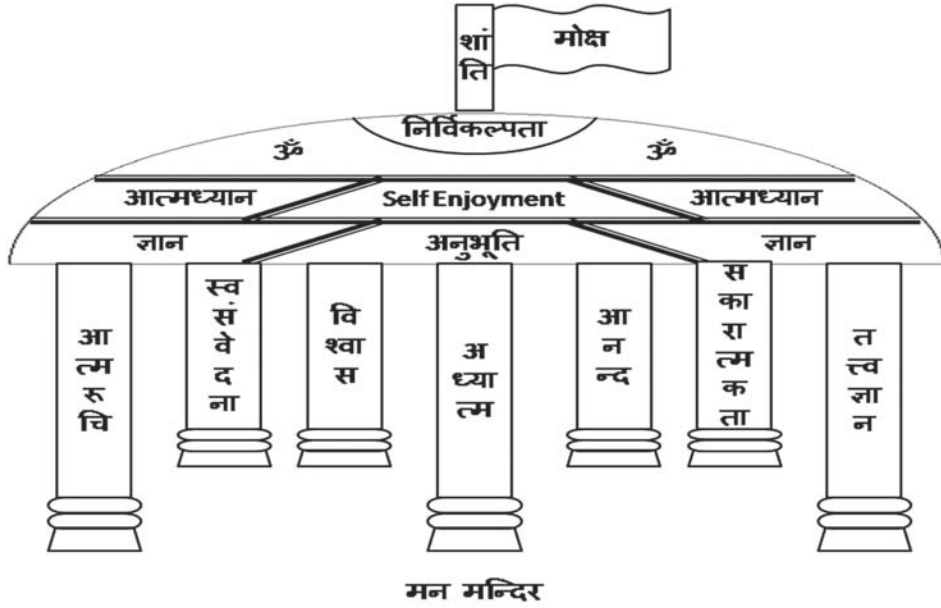 शांति
मोक्ष
निर्विकल्पता
ॐ ॐ
आत्मध्यान Self Enjoyment आत्मध्यान
ज्ञान अनुभूति ज्ञान
आत्मरुचि
स्वसंवेदना
विश्वास
अध्यात्म
आनन्द
सकारात्मकता
तत्त्वज्ञान
मन मन्दिर